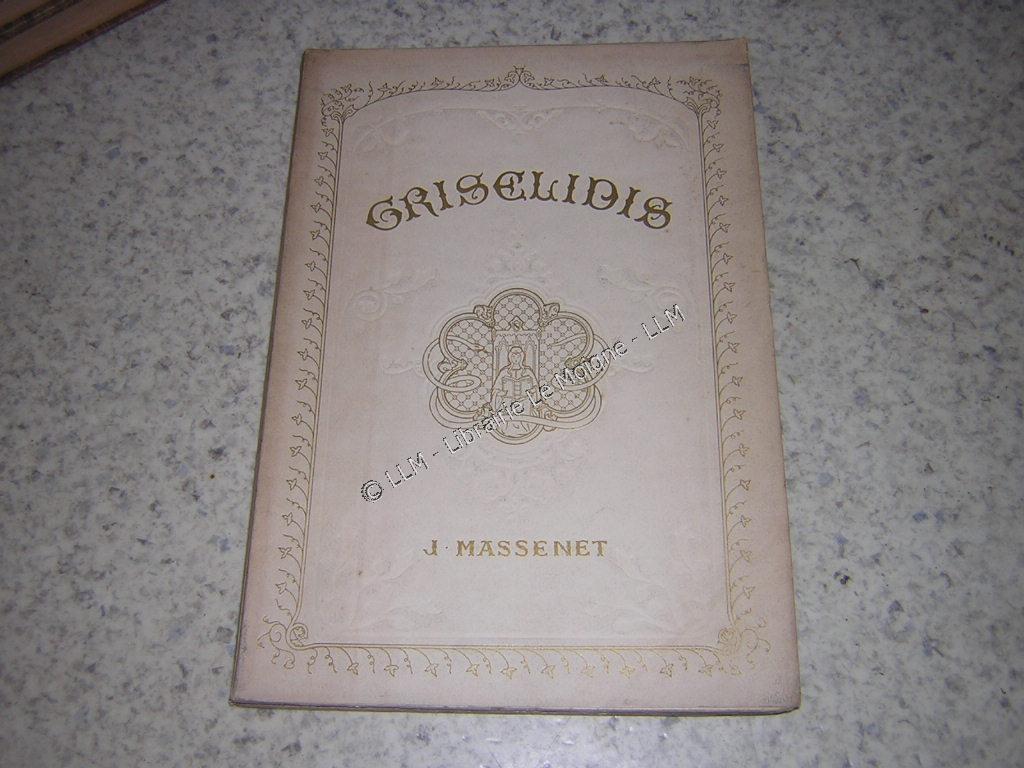 GRISELIDIS
© LLM - Librairie Le Moigne - LLM
J. MASSENET